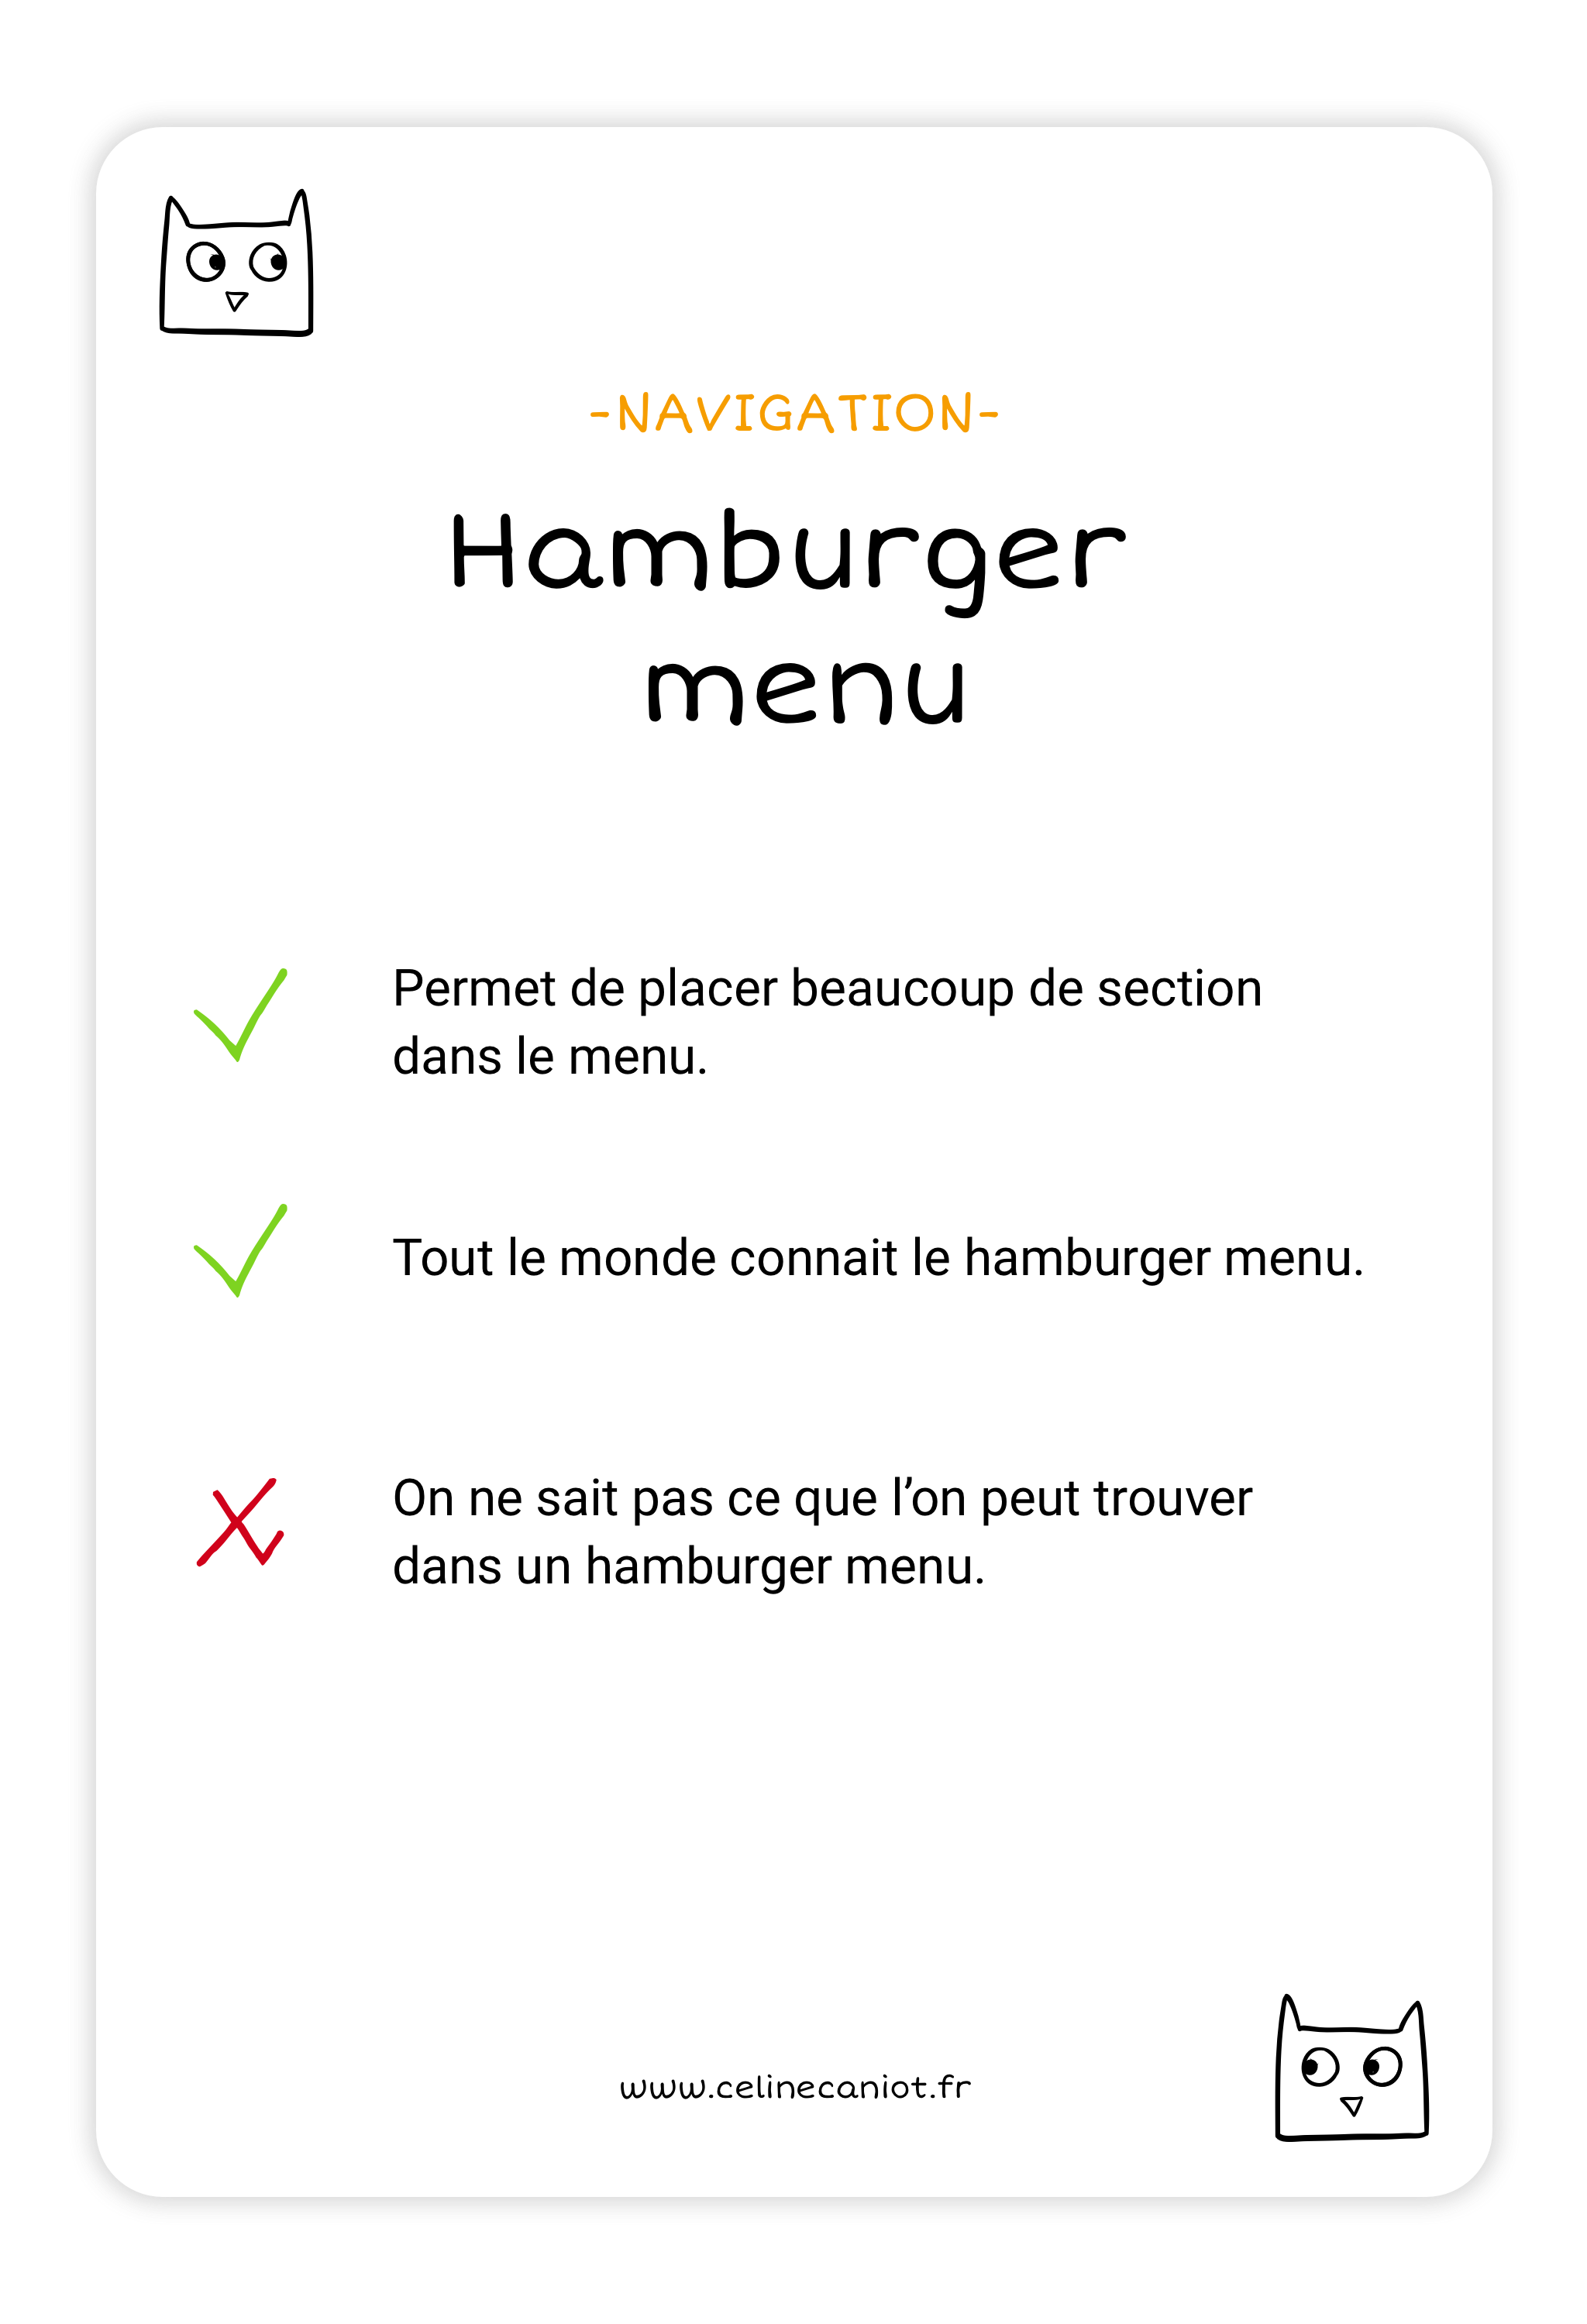 -NAVIGATION-
Hamburger
menu
Permet de placer beaucoup de section
dans le menu.
Tout le monde connait le hamburger menu.
On ne sait pas ce que l’on peut trouver
dans un hamburger menu.
www.celinecaniot.fr